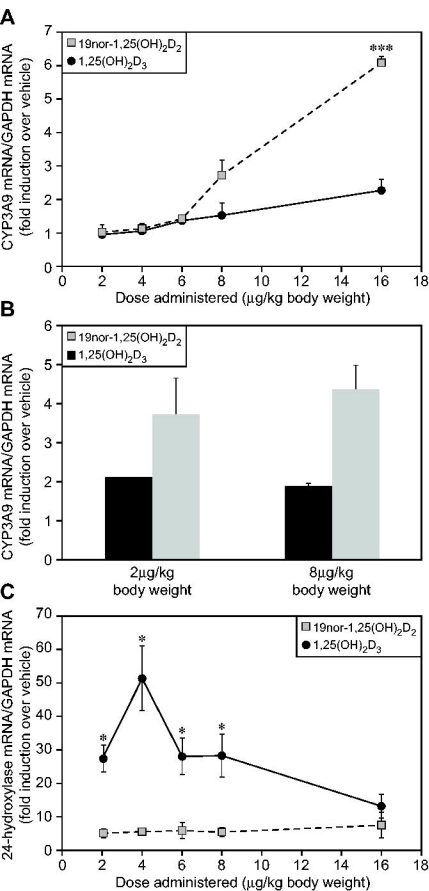 A
CYP3A9 mRNA/GAPDH mRNA
(fold induction over vehicle)
7
6
5
4
3
2
1
0
19nor-1,25(OH)2D2
1,25(OH)2D3
***
0 2 4 6 8 10 12 14 16 18
Dose administered (μg/kg body weight)
B
CYP3A9 mRNA/GAPDH mRNA
(fold induction over vehicle)
6
5
4
3
2
1
0
19nor-1,25(OH)2D2
1,25(OH)2D3
2μg/kg
body weight
8μg/kg
body weight
C
24-hydroxylase mRNA/GAPDH mRNA
(fold induction over vehicle)
70
60
50
40
30
20
10
0
19nor-1,25(OH)2D2
1,25(OH)2D3
* * * *
0 2 4 6 8 10 12 14 16 18
Dose administered (μg/kg body weight)